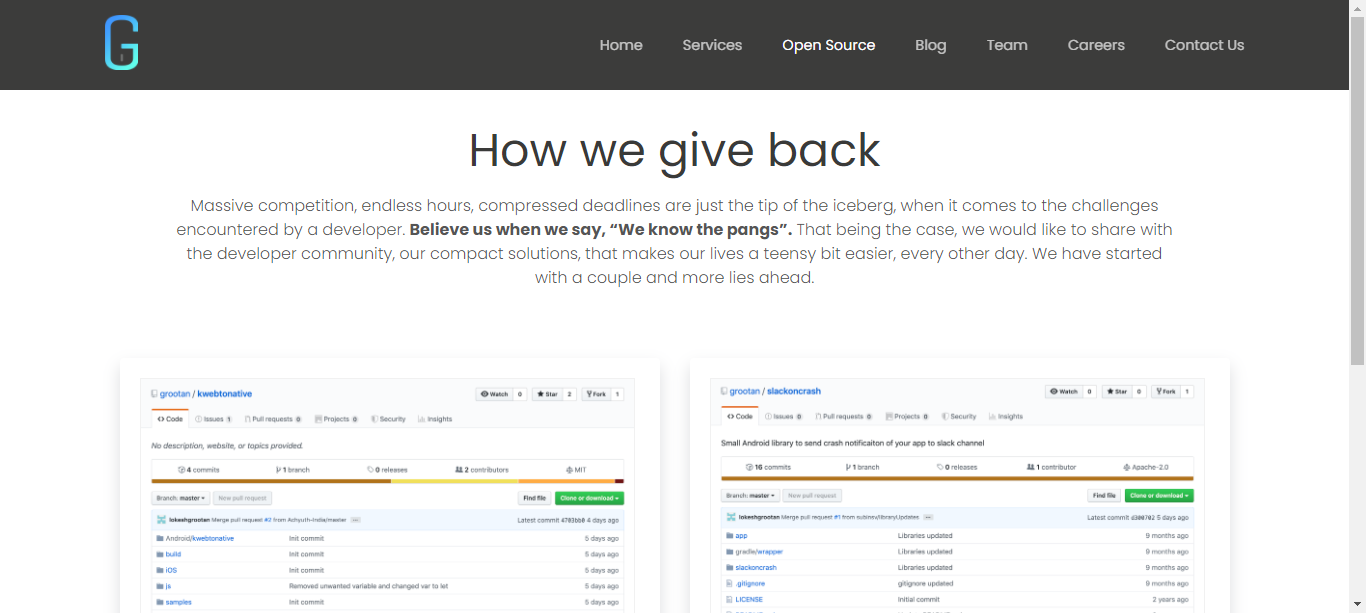 G
Home Services Open Source Blog Team Careers Contact Us
How we give back
Massive competition, endless hours, compressed deadlines are just the tip of the iceberg, when it comes to the challenges
encountered by a developer. Believe us when we say, “We know the pangs”. That being the case, we would like to share with
the developer community, our compact solutions, that makes our lives a teensy bit easier, every other day. We have started
with a couple and more lies ahead.
grootan / kwebtonative Watch 0 Star 2 Fork 1
Code Issues 1 Pull requests 0 Projects 0 Security Insights
No description, website, or topics provided.
4 commits 1 branch 0 releases 2 contributors MIT
Branch: master New pull request Find file Clone or download
lokeshgrootan Merge pull request #2 from Achyuth-India/master Latest commit 4783bb0 4 days ago
Android/kwebtonative Init commit 5 days ago
build Init commit 5 days ago
iOS Init commit 5 days ago
js Removed unwanted variable and changed var to let 5 days ago
samples Init commit 5 days ago
grootan / slackoncrash Watch 0 Star 0 Fork 1
Code Issues 0 Pull requests 0 Projects 0 Security Insights
Small Android library to send crash notificaiton of your app to slack channel
16 commits 1 branch 0 releases 1 contributor Apache-2.0
Branch: master New pull request Find file Clone or download
lokeshgrootan Merge pull request #1 from subinsv/libraryUpdates Latest commit d300702 5 days ago
app Libraries updated 9 months ago
gradle/wrapper Libraries updated 9 months ago
slackoncrash Libraries updated 9 months ago
.gitignore gitignore updated 9 months ago
LICENSE Initial commit 2 years ago